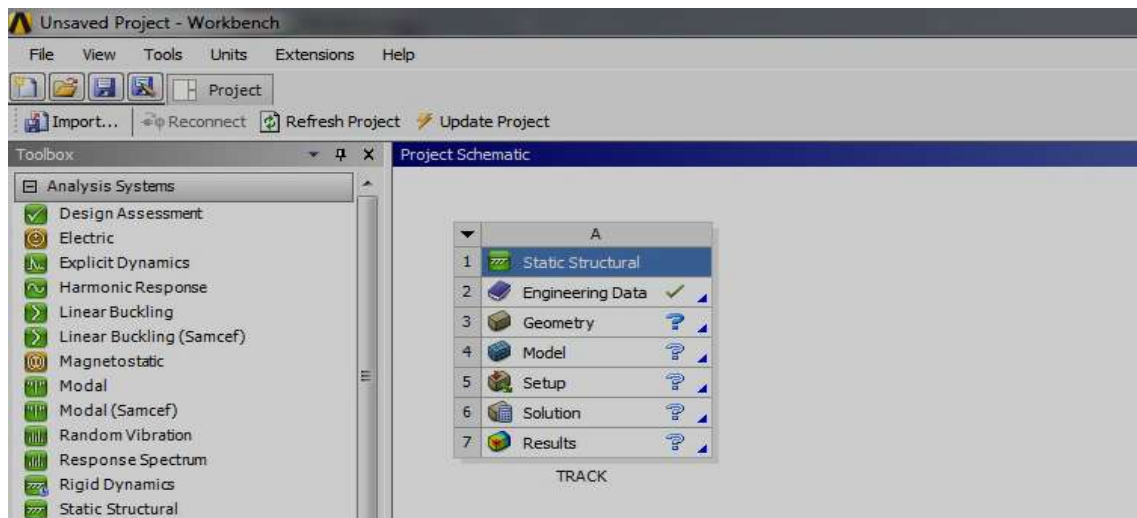 Unsaved Project - Workbench
File View Tools Units Extensions Help
Project
Import... Reconnect Refresh Project Update Project
Toolbox
Project Schematic
Analysis Systems
Design Assessment
Electric
Explicit Dynamics
Harmonic Response
Linear Buckling
Linear Buckling (Samcef)
Magnetostatic
Modal
Modal (Samcef)
Random Vibration
Response Spectrum
Rigid Dynamics
Static Structural
A
1 Static Structural
2 Engineering Data
3 Geometry
4 Model
5 Setup
6 Solution
7 Results
TRACK